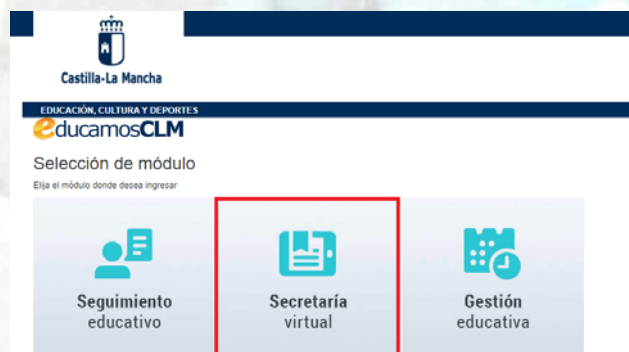 Castilla-La Mancha
EDUCACIÓN, CULTURA Y DEPORTES
educamosCLM
Selección de módulo
Elija el módulo donde desea ingresar
Seguimiento
educativo
Secretaría
virtual
Gestión
educativa